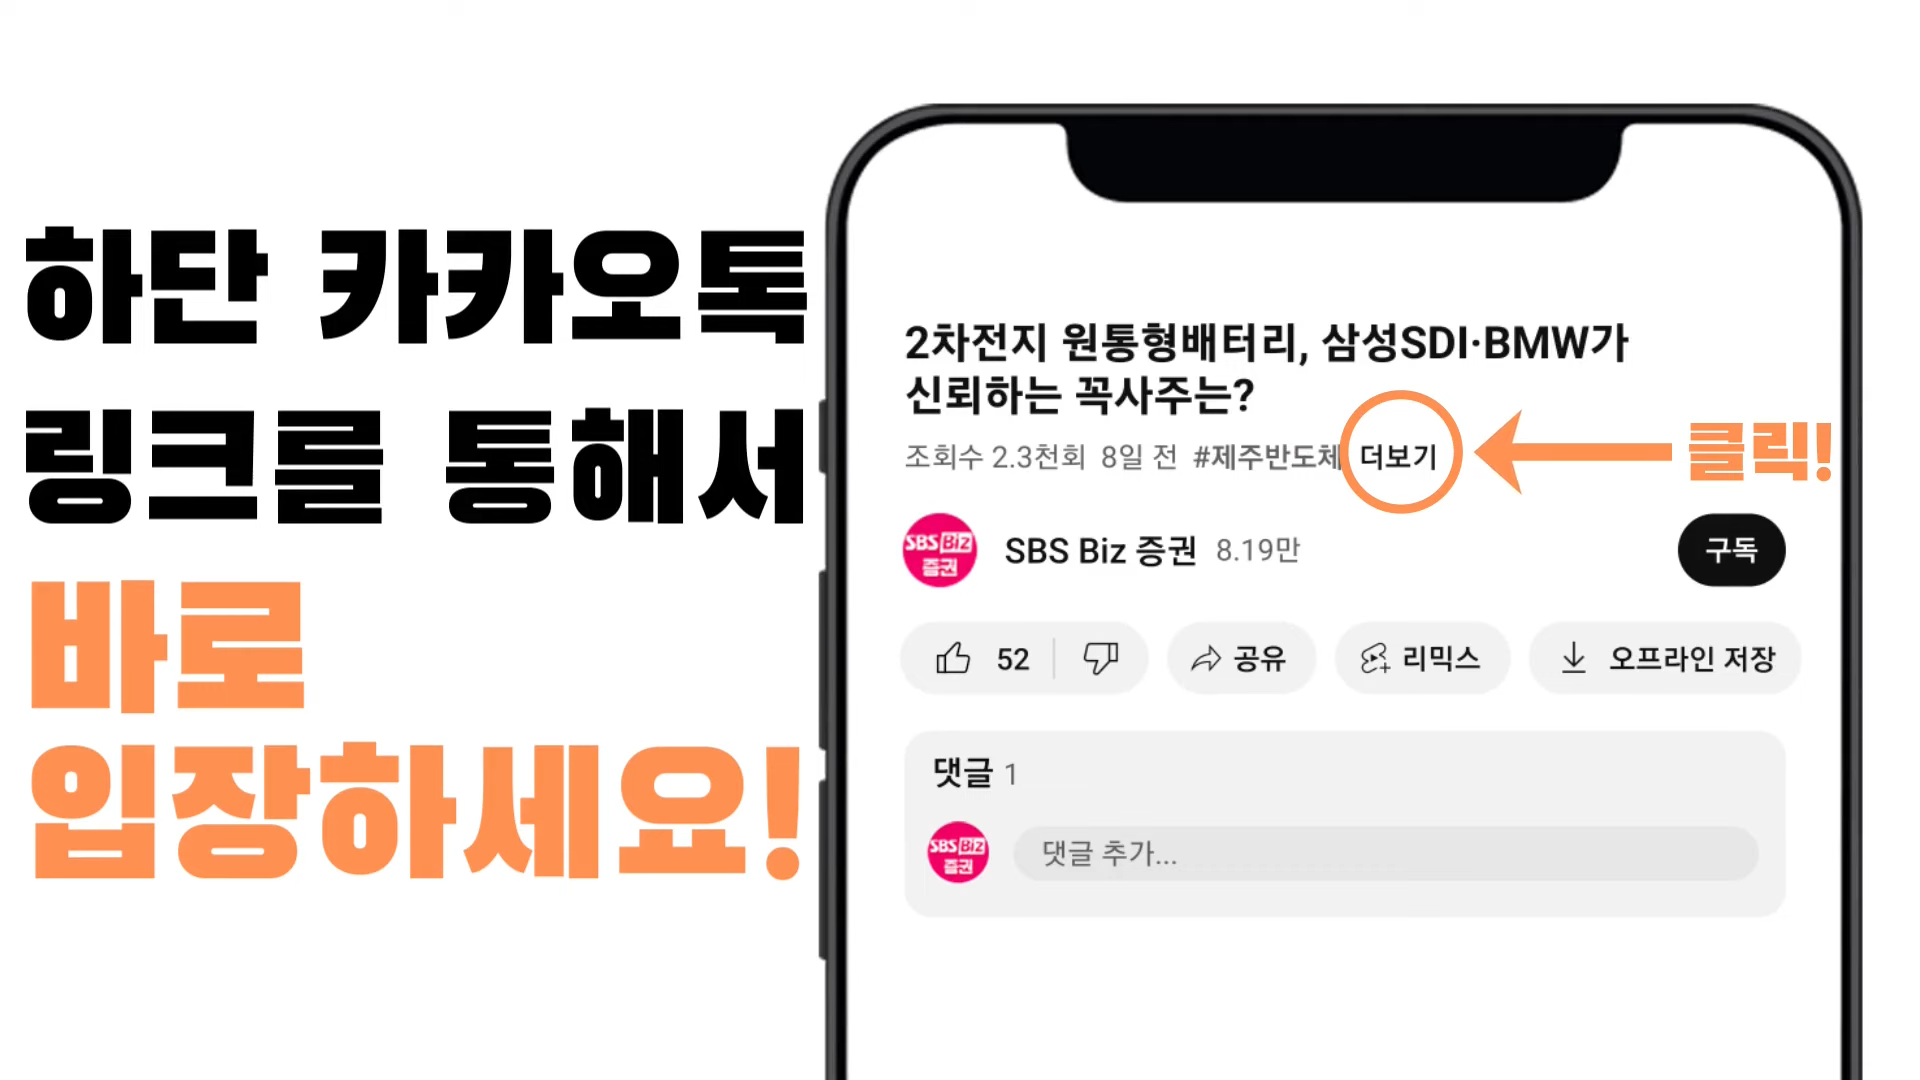 하단 카카오톡
링크를 통해서
바로
입장하세요!
2차전지 원통형배터리, 삼성SDI·BMW가
신뢰하는 꼭사주는?
조회수 2.3천회 8일 전 #제주반도체 더보기
클릭!
SBS Biz 증권
SBS Biz 증권 8.19만
구독
52
공유
리믹스
오프라인 저장
댓글 1
SBS Biz 증권
댓글 추가...